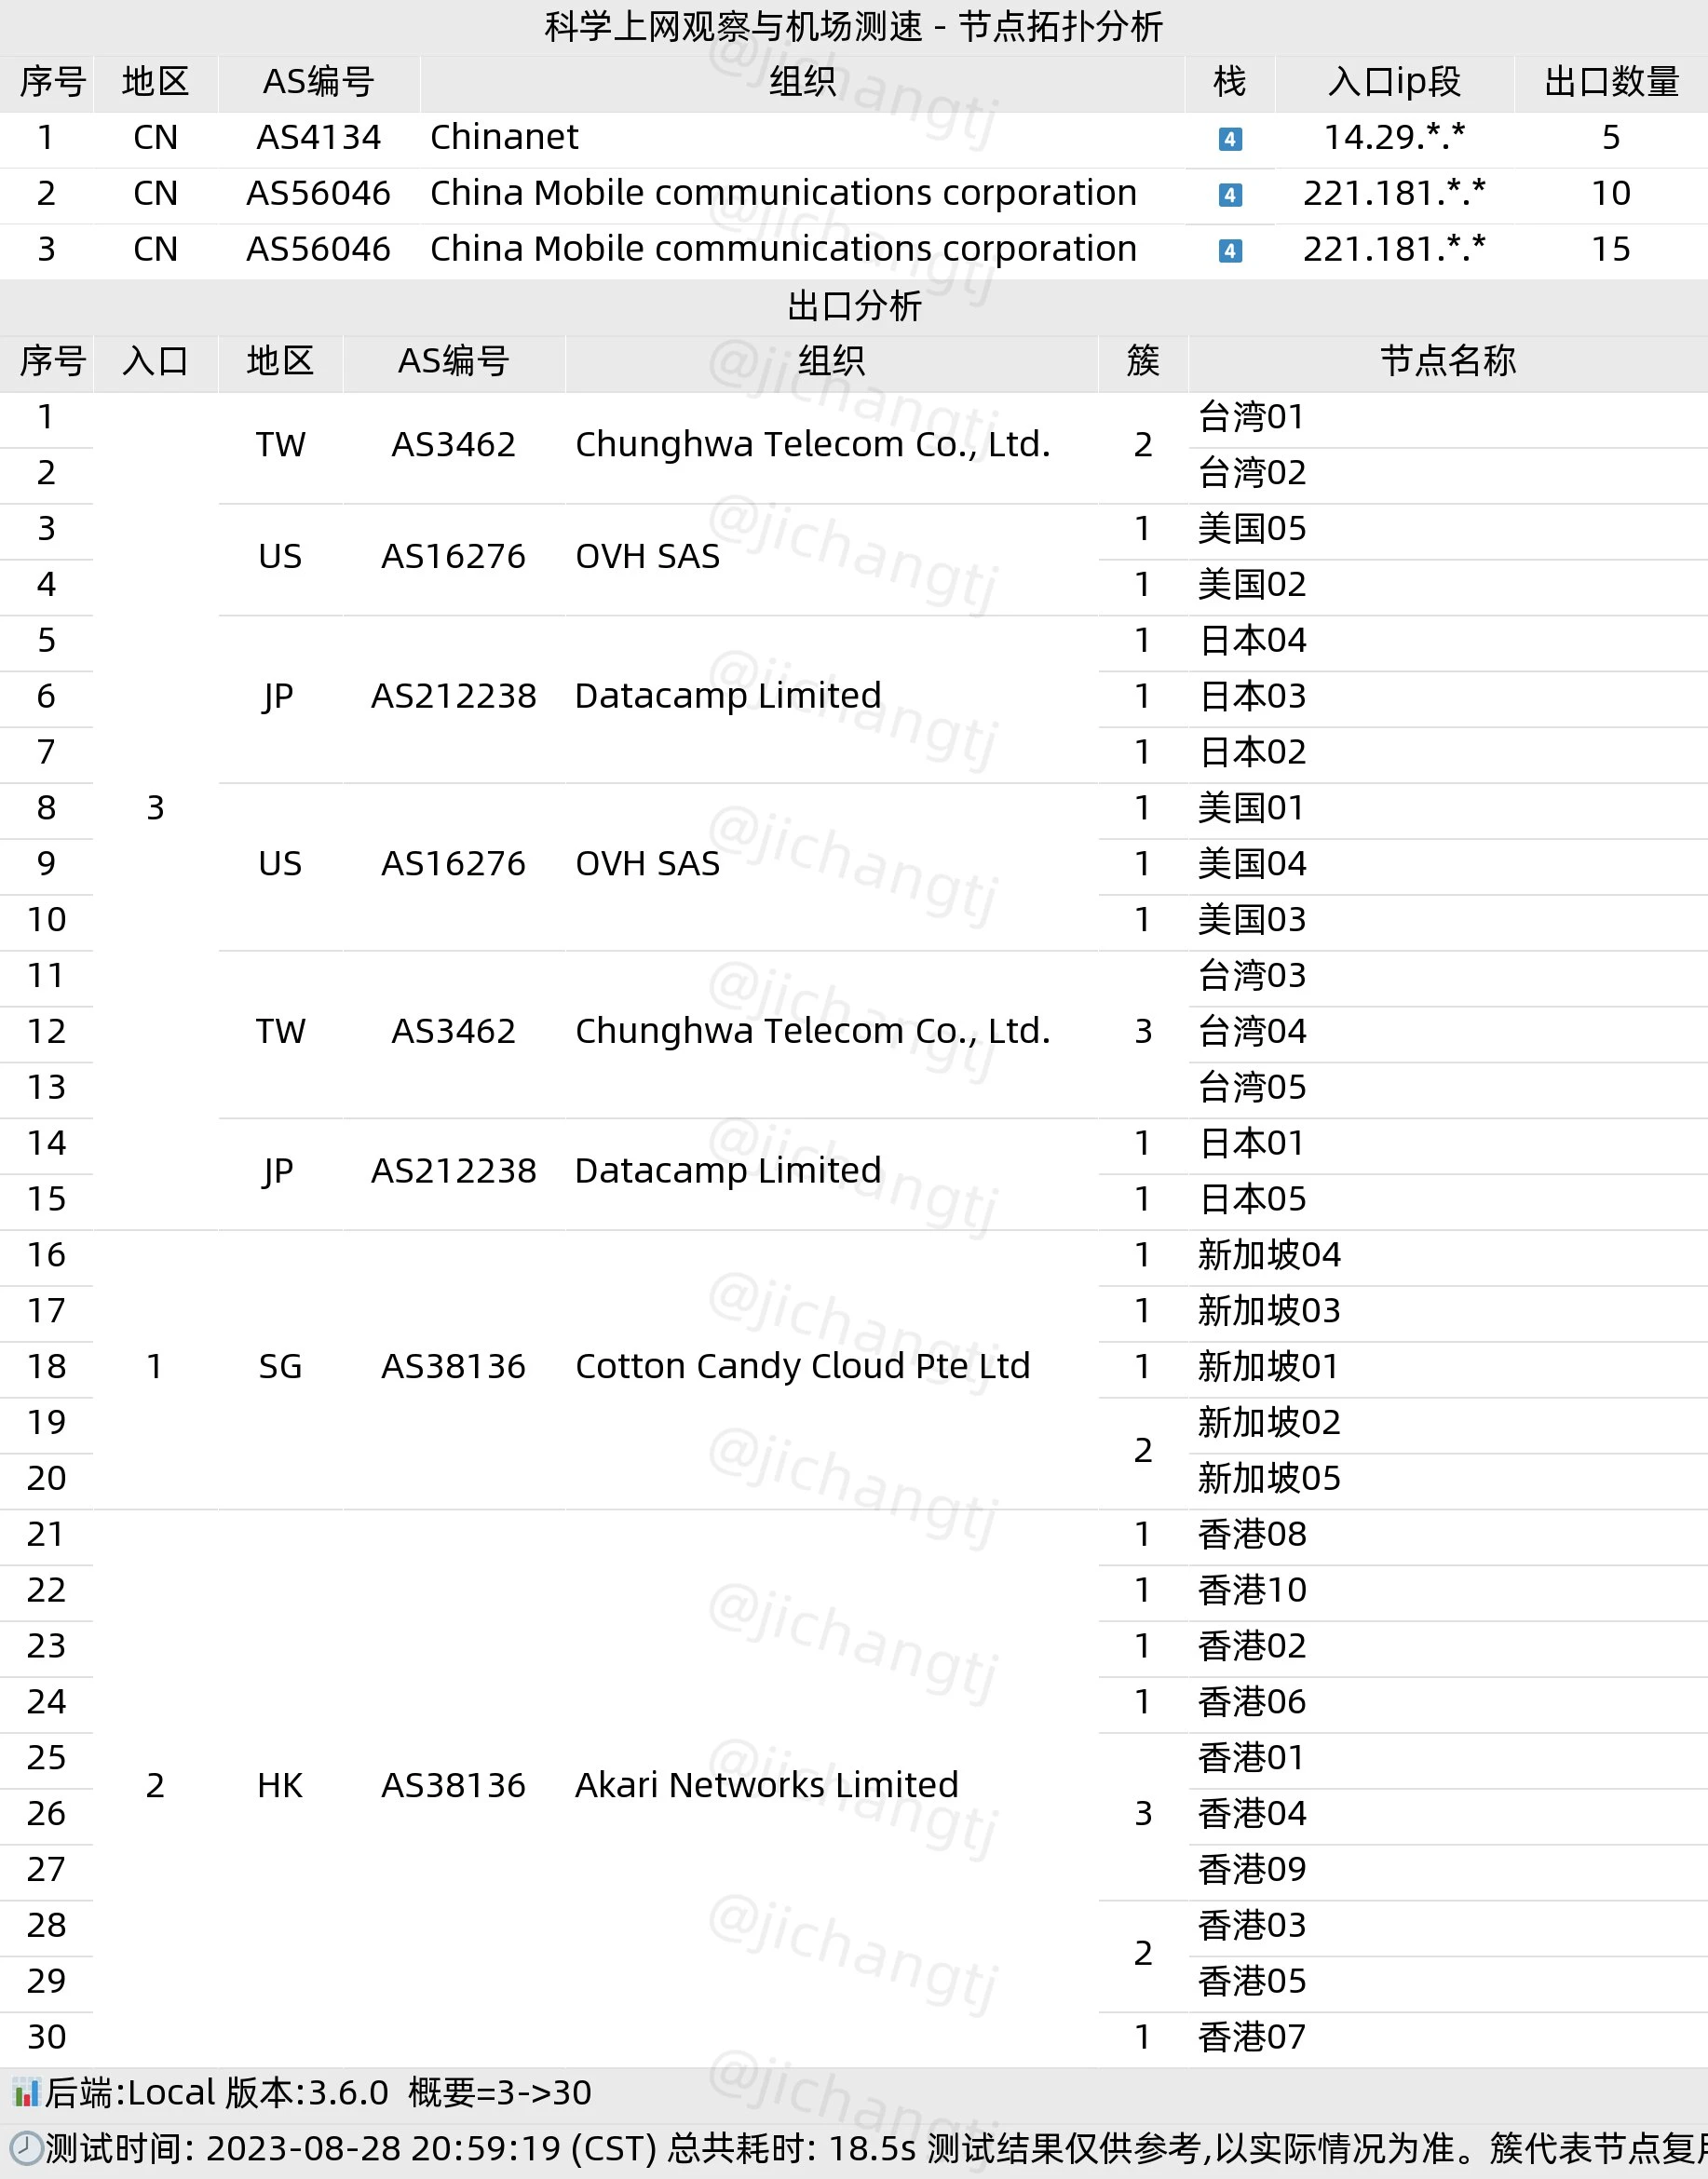 科学上网观察与机场测速 - 节点拓扑分析
序号 地区 AS编号 组织 栈 入口ip段 出口数量
1 CN AS4134 Chinanet 4 14.29.*.* 5
2 CN AS56046 China Mobile communications corporation 4 221.181.*.* 10
3 CN AS56046 China Mobile communications corporation 4 221.181.*.* 15
出口分析
序号 入口 地区 AS编号 组织 簇 节点名称
1 3 TW AS3462 Chunghwa Telecom Co., Ltd. 2 台湾01
2 台湾02
3 US AS16276 OVH SAS 1 美国05
4 1 美国02
5 JP AS212238 Datacamp Limited 1 日本04
6 1 日本03
7 1 日本02
8 US AS16276 OVH SAS 1 美国01
9 1 美国04
10 1 美国03
11 TW AS3462 Chunghwa Telecom Co., Ltd. 3 台湾03
12 台湾04
13 台湾05
14 JP AS212238 Datacamp Limited 1 日本01
15 1 日本05
16 1 SG AS38136 Cotton Candy Cloud Pte Ltd 1 新加坡04
17 1 新加坡03
18 1 新加坡01
19 2 新加坡02
20 新加坡05
21 2 HK AS38136 Akari Networks Limited 1 香港08
22 1 香港10
23 1 香港02
24 1 香港06
25 3 香港01
26 香港04
27 香港09
28 2 香港03
29 香港05
30 1 香港07
后端:Local 版本:3.6.0 概要=3->30
测试时间: 2023-08-28 20:59:19 (CST) 总共耗时: 18.5s 测试结果仅供参考,以实际情况为准。簇代表节点复
@jichangtj
@jichangtj
@jichangtj
@jichangtj
@jichangtj
@jichangtj
@jichangtj
@jichangtj
@jichangtj
@jichangtj
@jichangtj
@jichangtj
@jichangtj
@jichangtj